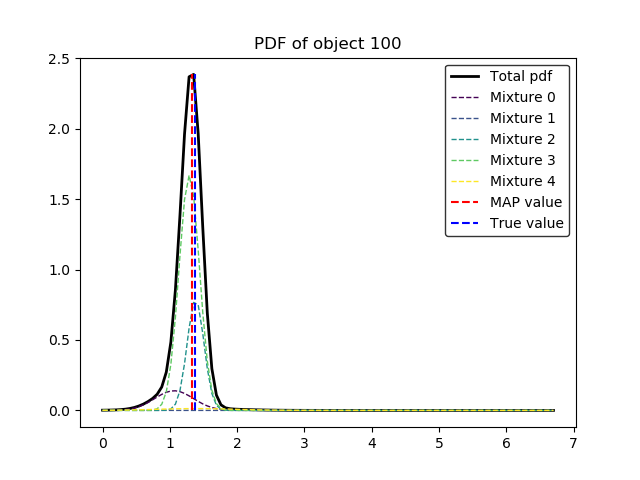 PDF of object 100
2.5
2.0
1.5
1.0
0.5
0.0
0 1 2 3 4 5 6 7
Total pdf
Mixture 0
Mixture 1
Mixture 2
Mixture 3
Mixture 4
MAP value
True value